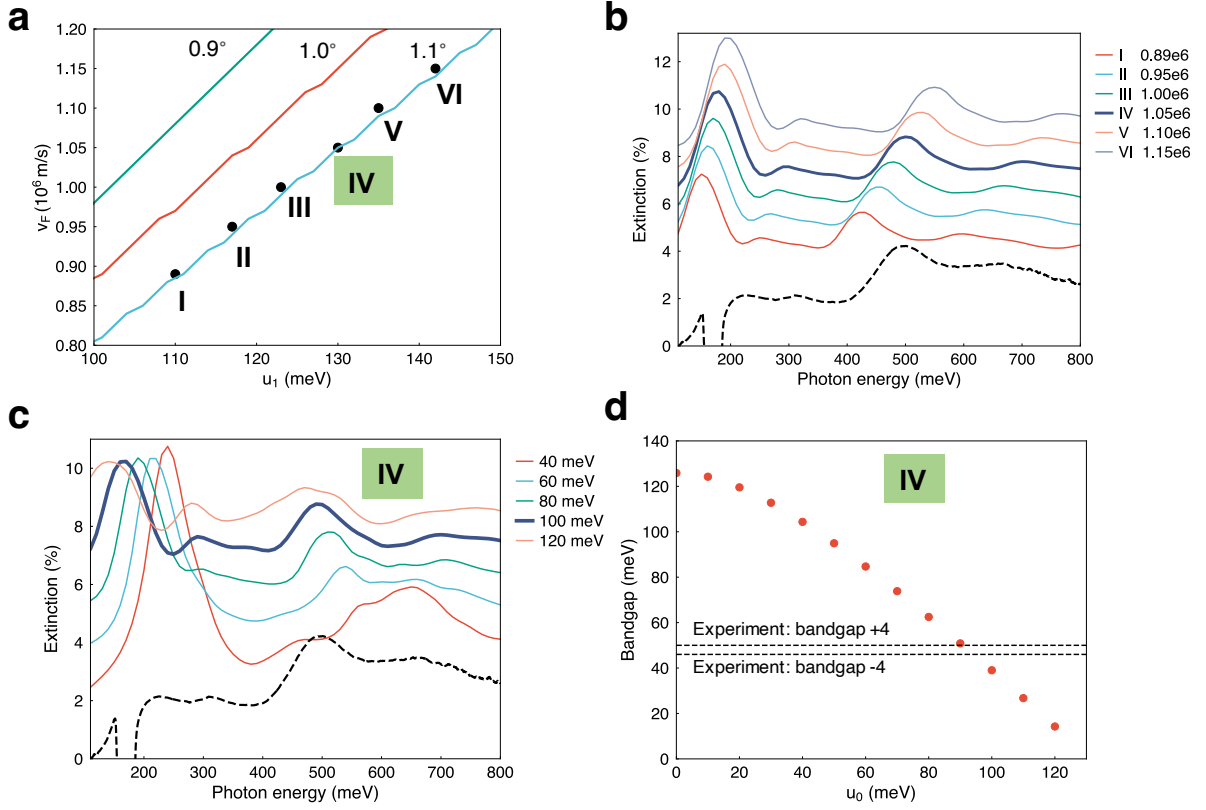 a
1.20
1.15
1.10
1.05
1.00
0.95
0.90
0.85
0.80
v_F (10^6 m/s)
0.9°
1.0°
1.1°
I
II
III
IV
V
VI
100
110
120
130
140
150
u_1 (meV)
b
12
10
8
6
4
2
0
Extinction (%)
200
300
400
500
600
700
800
Photon energy (meV)
I 0.89e6
II 0.95e6
III 1.00e6
IV 1.05e6
V 1.10e6
VI 1.15e6
c
10
8
6
4
2
0
Extinction (%)
IV
200
300
400
500
600
700
800
Photon energy (meV)
40 meV
60 meV
80 meV
100 meV
120 meV
d
140
120
100
80
60
40
20
0
Bandgap (meV)
IV
Experiment: bandgap +4
Experiment: bandgap -4
0
20
40
60
80
100
120
u_0 (meV)